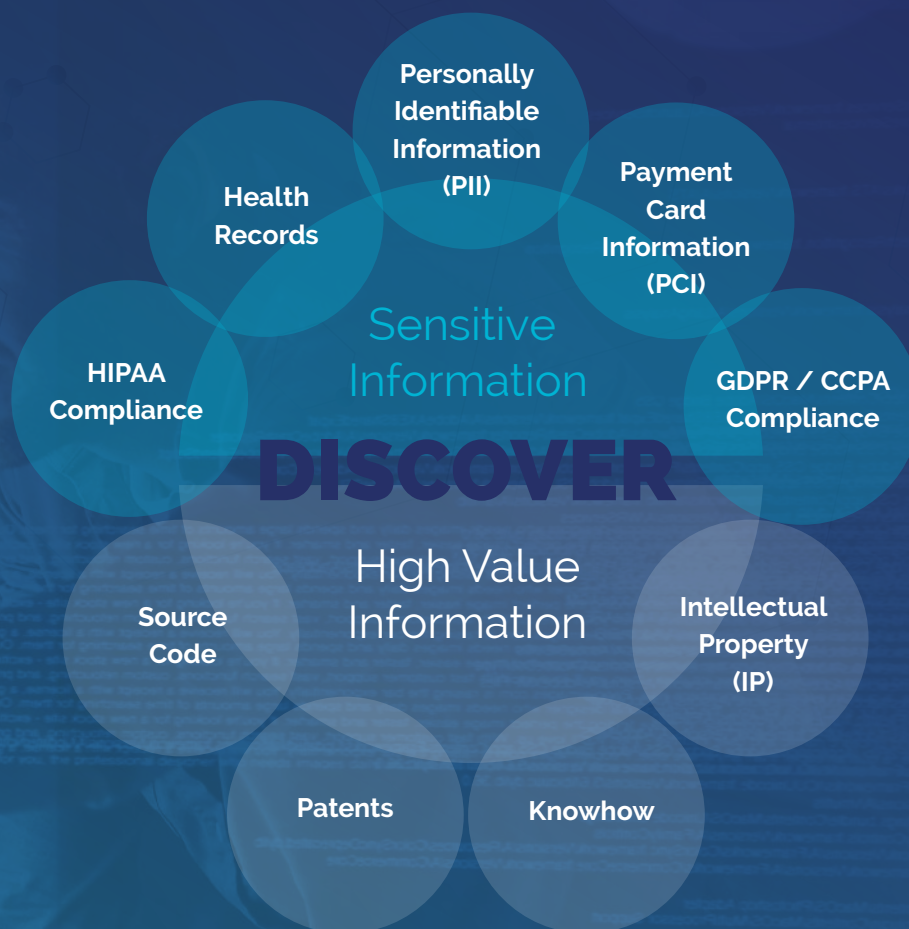 Personally
Identifiable
Information
(PII)
Health
Records
Payment
Card
Information
(PCI)
Sensitive
Information
HIPAA
Compliance
GDPR / CCPA
Compliance
DISCOVER
High Value
Information
Source
Code
Intellectual
Property
(IP)
Patents
Knowhow